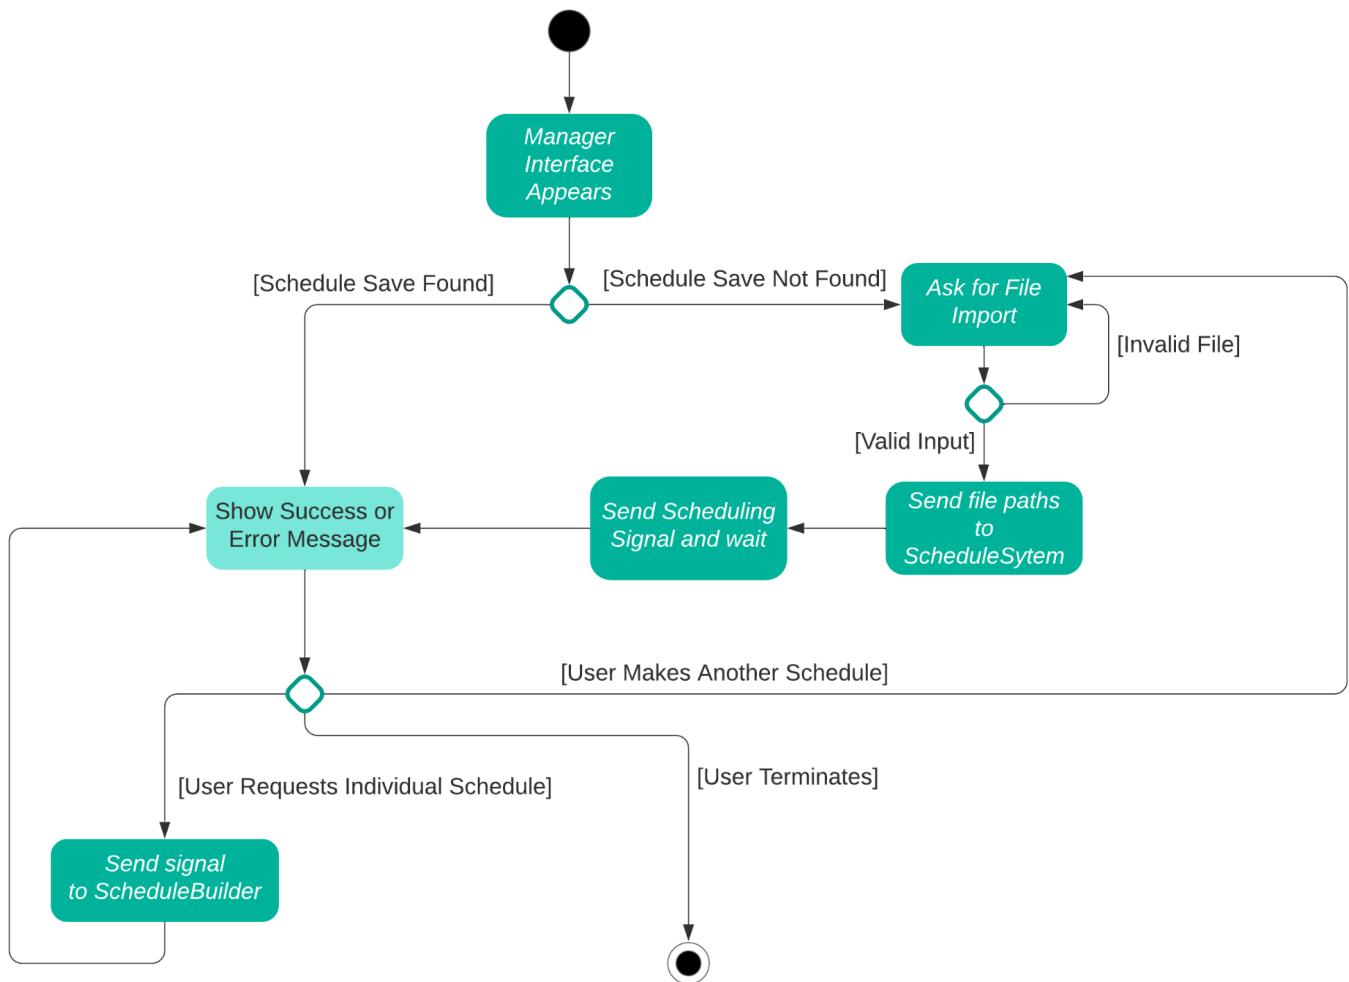 Manager
Interface
Appears
[Schedule Save Found]
[Schedule Save Not Found]
Ask for File
Import
[Invalid File]
[Valid Input]
Show Success or
Error Message
Send Scheduling
Signal and wait
Send file paths
to
ScheduleSytem
[User Makes Another Schedule]
[User Requests Individual Schedule]
[User Terminates]
Send signal
to ScheduleBuilder